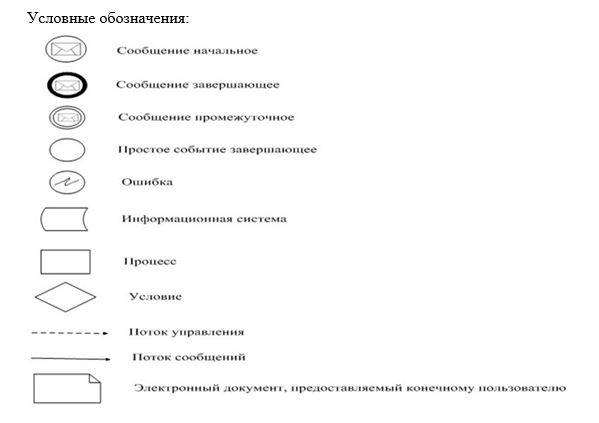 Условные обозначения:
Сообщение начальное
Сообщение завершающее
Сообщение промежуточное
Простое событие завершающее
Ошибка
Информационная система
Процесс
Условие
Поток управления
Поток сообщений
Электронный документ, предоставляемый конечному пользователю